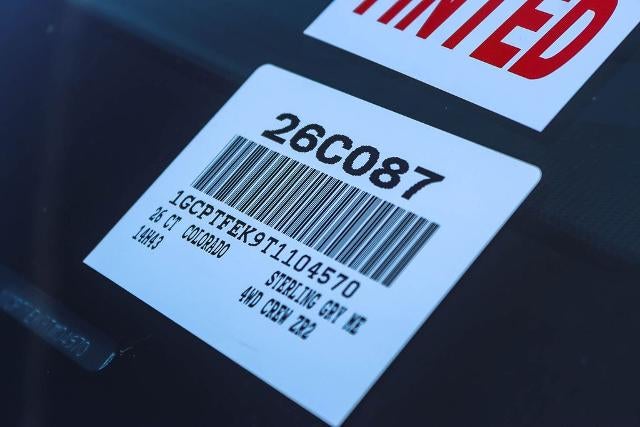 TINTED
26C087
1GCPTFEK9T1104570
26 CT COLORADO STERLING GRY ME
14H43 4WD CREW ZR2